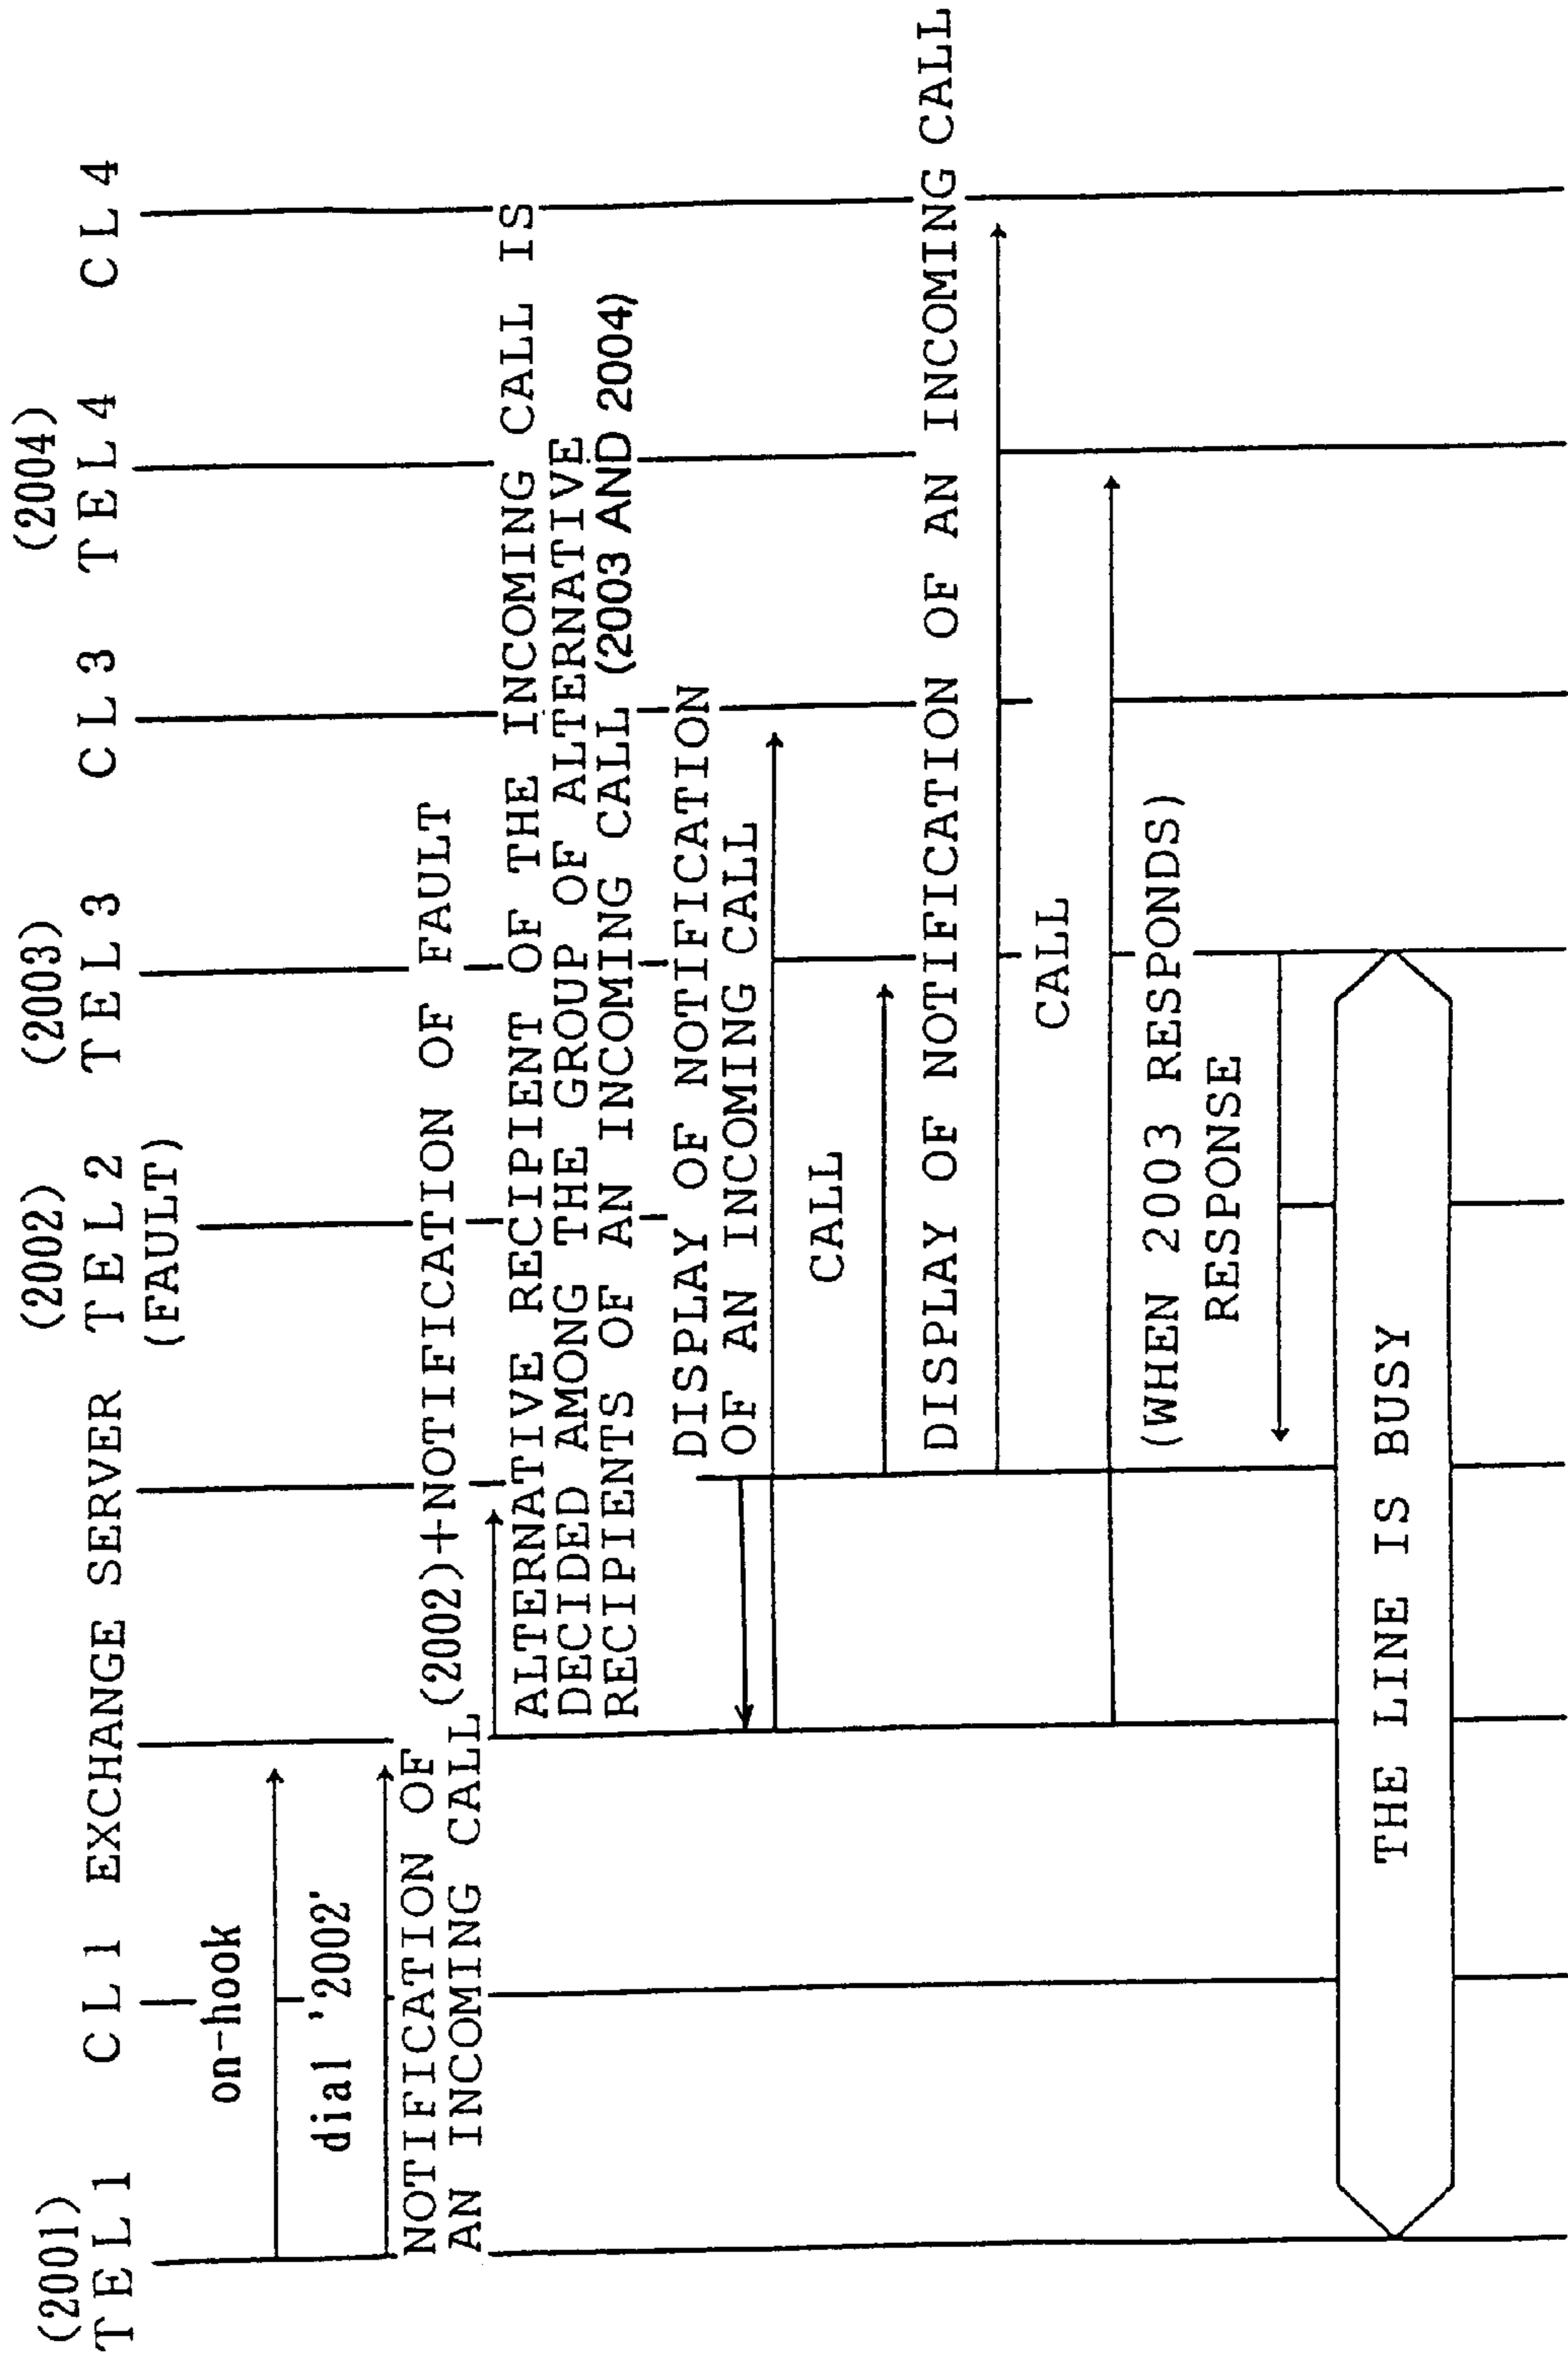 (2001) (2002) (2003) (2004)
TEL1 CL1 EXCHANGE SERVER TEL2 TEL3 CL3 TEL4 CL4
(FAULT)
on-hook
dial '2002'
NOTIFICATION OF
AN INCOMING CALL (2002)+NOTIFICATION OF FAULT
ALTERNATIVE RECIPIENT OF THE INCOMING CALL IS
DECIDED AMONG THE GROUP OF ALTERNATIVE
RECIPIENTS OF AN INCOMING CALL (2003 AND 2004)
DISPLAY OF NOTIFICATION
OF AN INCOMING CALL
CALL
DISPLAY OF NOTIFICATION OF AN INCOMING CALL
CALL
(WHEN 2003 RESPONDS)
RESPONSE
THE LINE IS BUSY